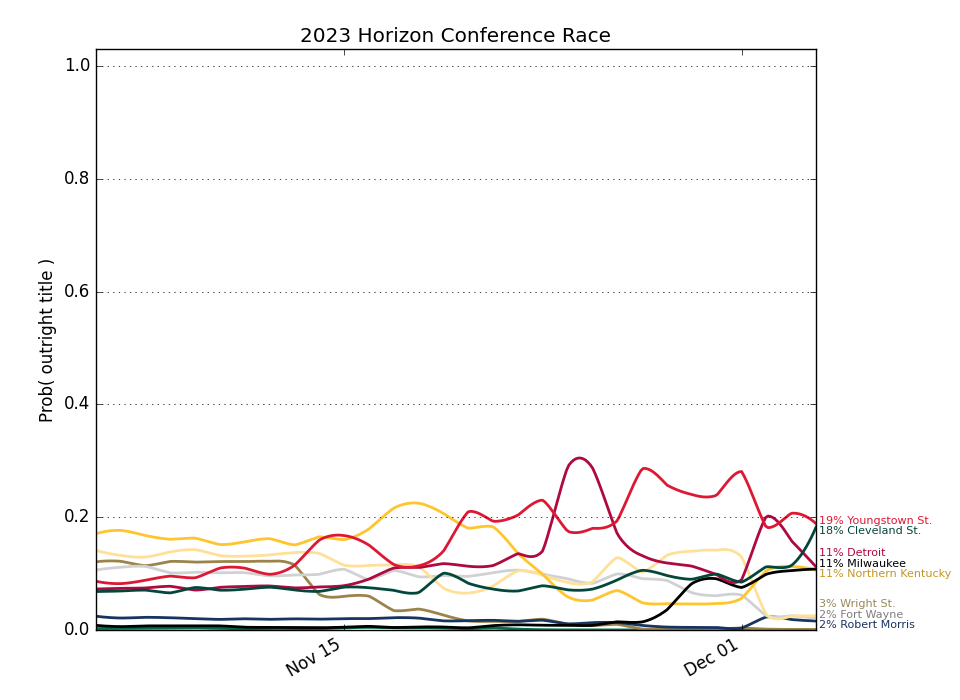 2023 Horizon Conference Race
1.0
0.8
0.6
0.4
0.2
0.0
Prob( outright title )
Nov 15
Dec 01
19% Youngstown St.
18% Cleveland St.
11% Detroit
11% Milwaukee
11% Northern Kentucky
3% Wright St.
2% Fort Wayne
2% Robert Morris